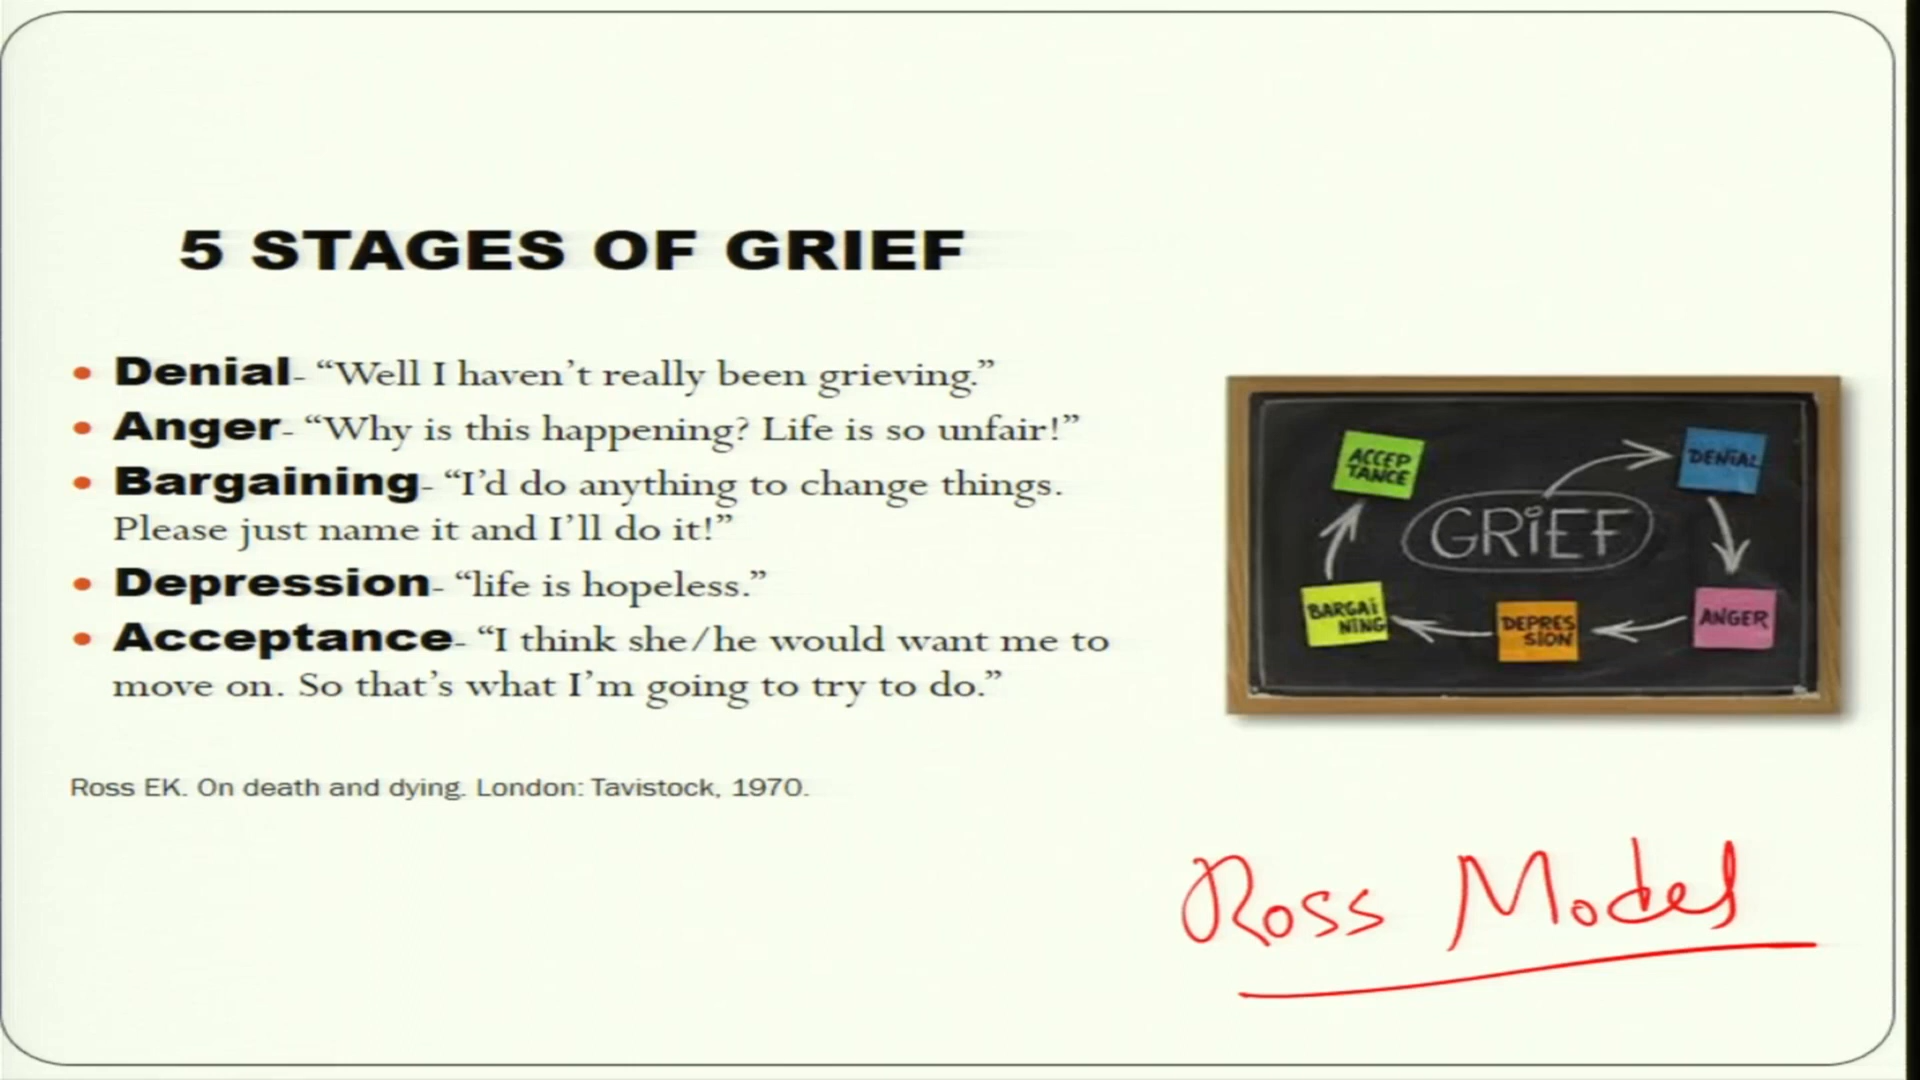 5 STAGES OF GRIEF
• Denial- “Well I haven’t really been grieving.”
• Anger- “Why is this happening? Life is so unfair!”
• Bargaining- “I’d do anything to change things.
Please just name it and I’ll do it!”
• Depression- “life is hopeless.”
• Acceptance- “I think she/he would want me to
move on. So that’s what I’m going to try to do.”
Ross EK. On death and dying. London: Tavistock, 1970.
ACCEP
TANCE
DENIAL
GRIEF
BARGAI
NING
DEPRES
SION
ANGER
Ross Model